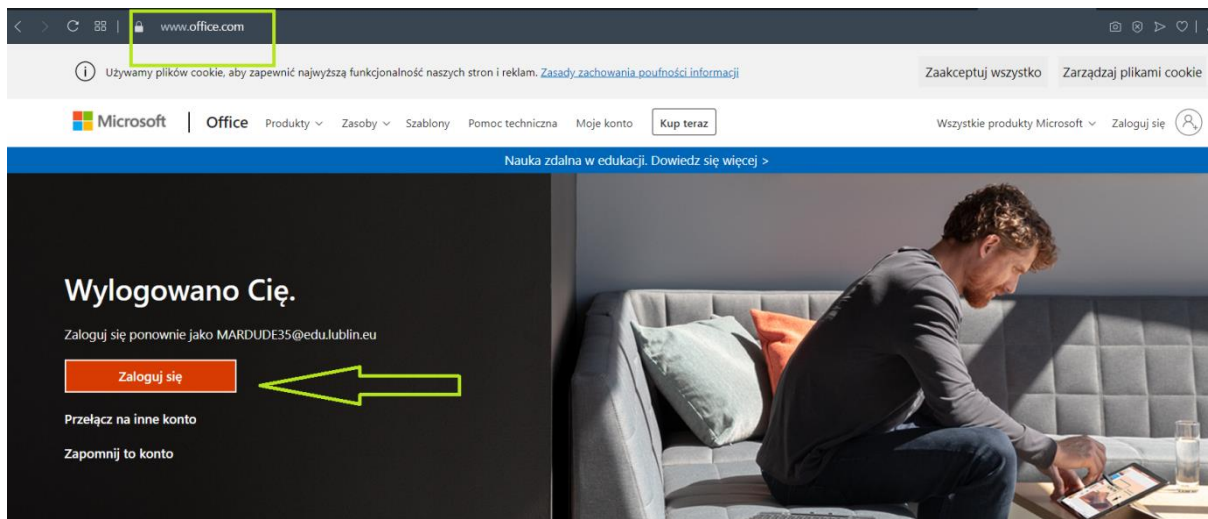 www.office.com
Używamy plików cookie, aby zapewnić najwyższą funkcjonalność naszych stron i reklam. Zasady zachowania poufności informacji
Zaakceptuj wszystko Zarządzaj plikami cookie
Microsoft Office Produkty Zasoby Szablony Pomoc techniczna Moje konto Kup teraz Wszystkie produkty Microsoft Zaloguj się
Nauka zdalna w edukacji. Dowiedz się więcej >
Wylogowano Cię.
Zaloguj się ponownie jako MARDUDE35@edu.lublin.eu
Zaloguj się
Przełącz na inne konto
Zapomnij to konto